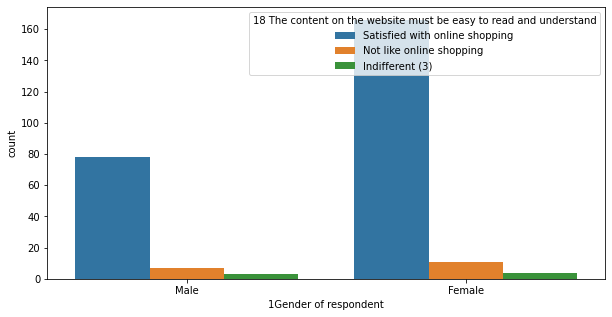 18 The content on the website must be easy to read and understand
Satisfied with online shopping
Not like online shopping
Indifferent (3)
160
140
120
100
80
60
40
20
0
count
Male
Female
1Gender of respondent